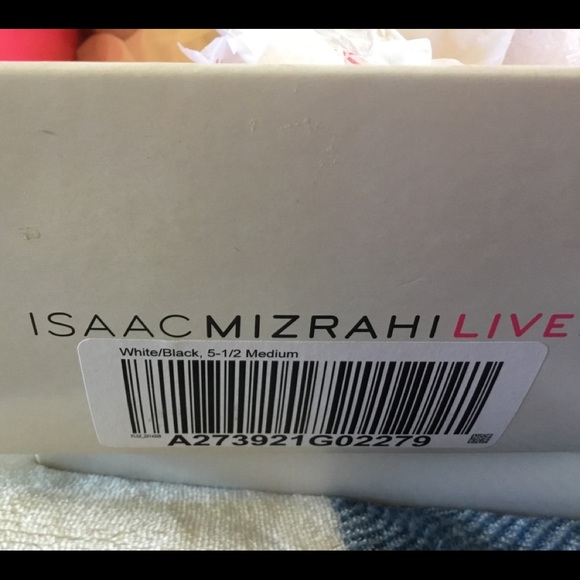 ISAACMIZRAHILIVE
White/Black, 5-1/2 Medium
A273921G02279